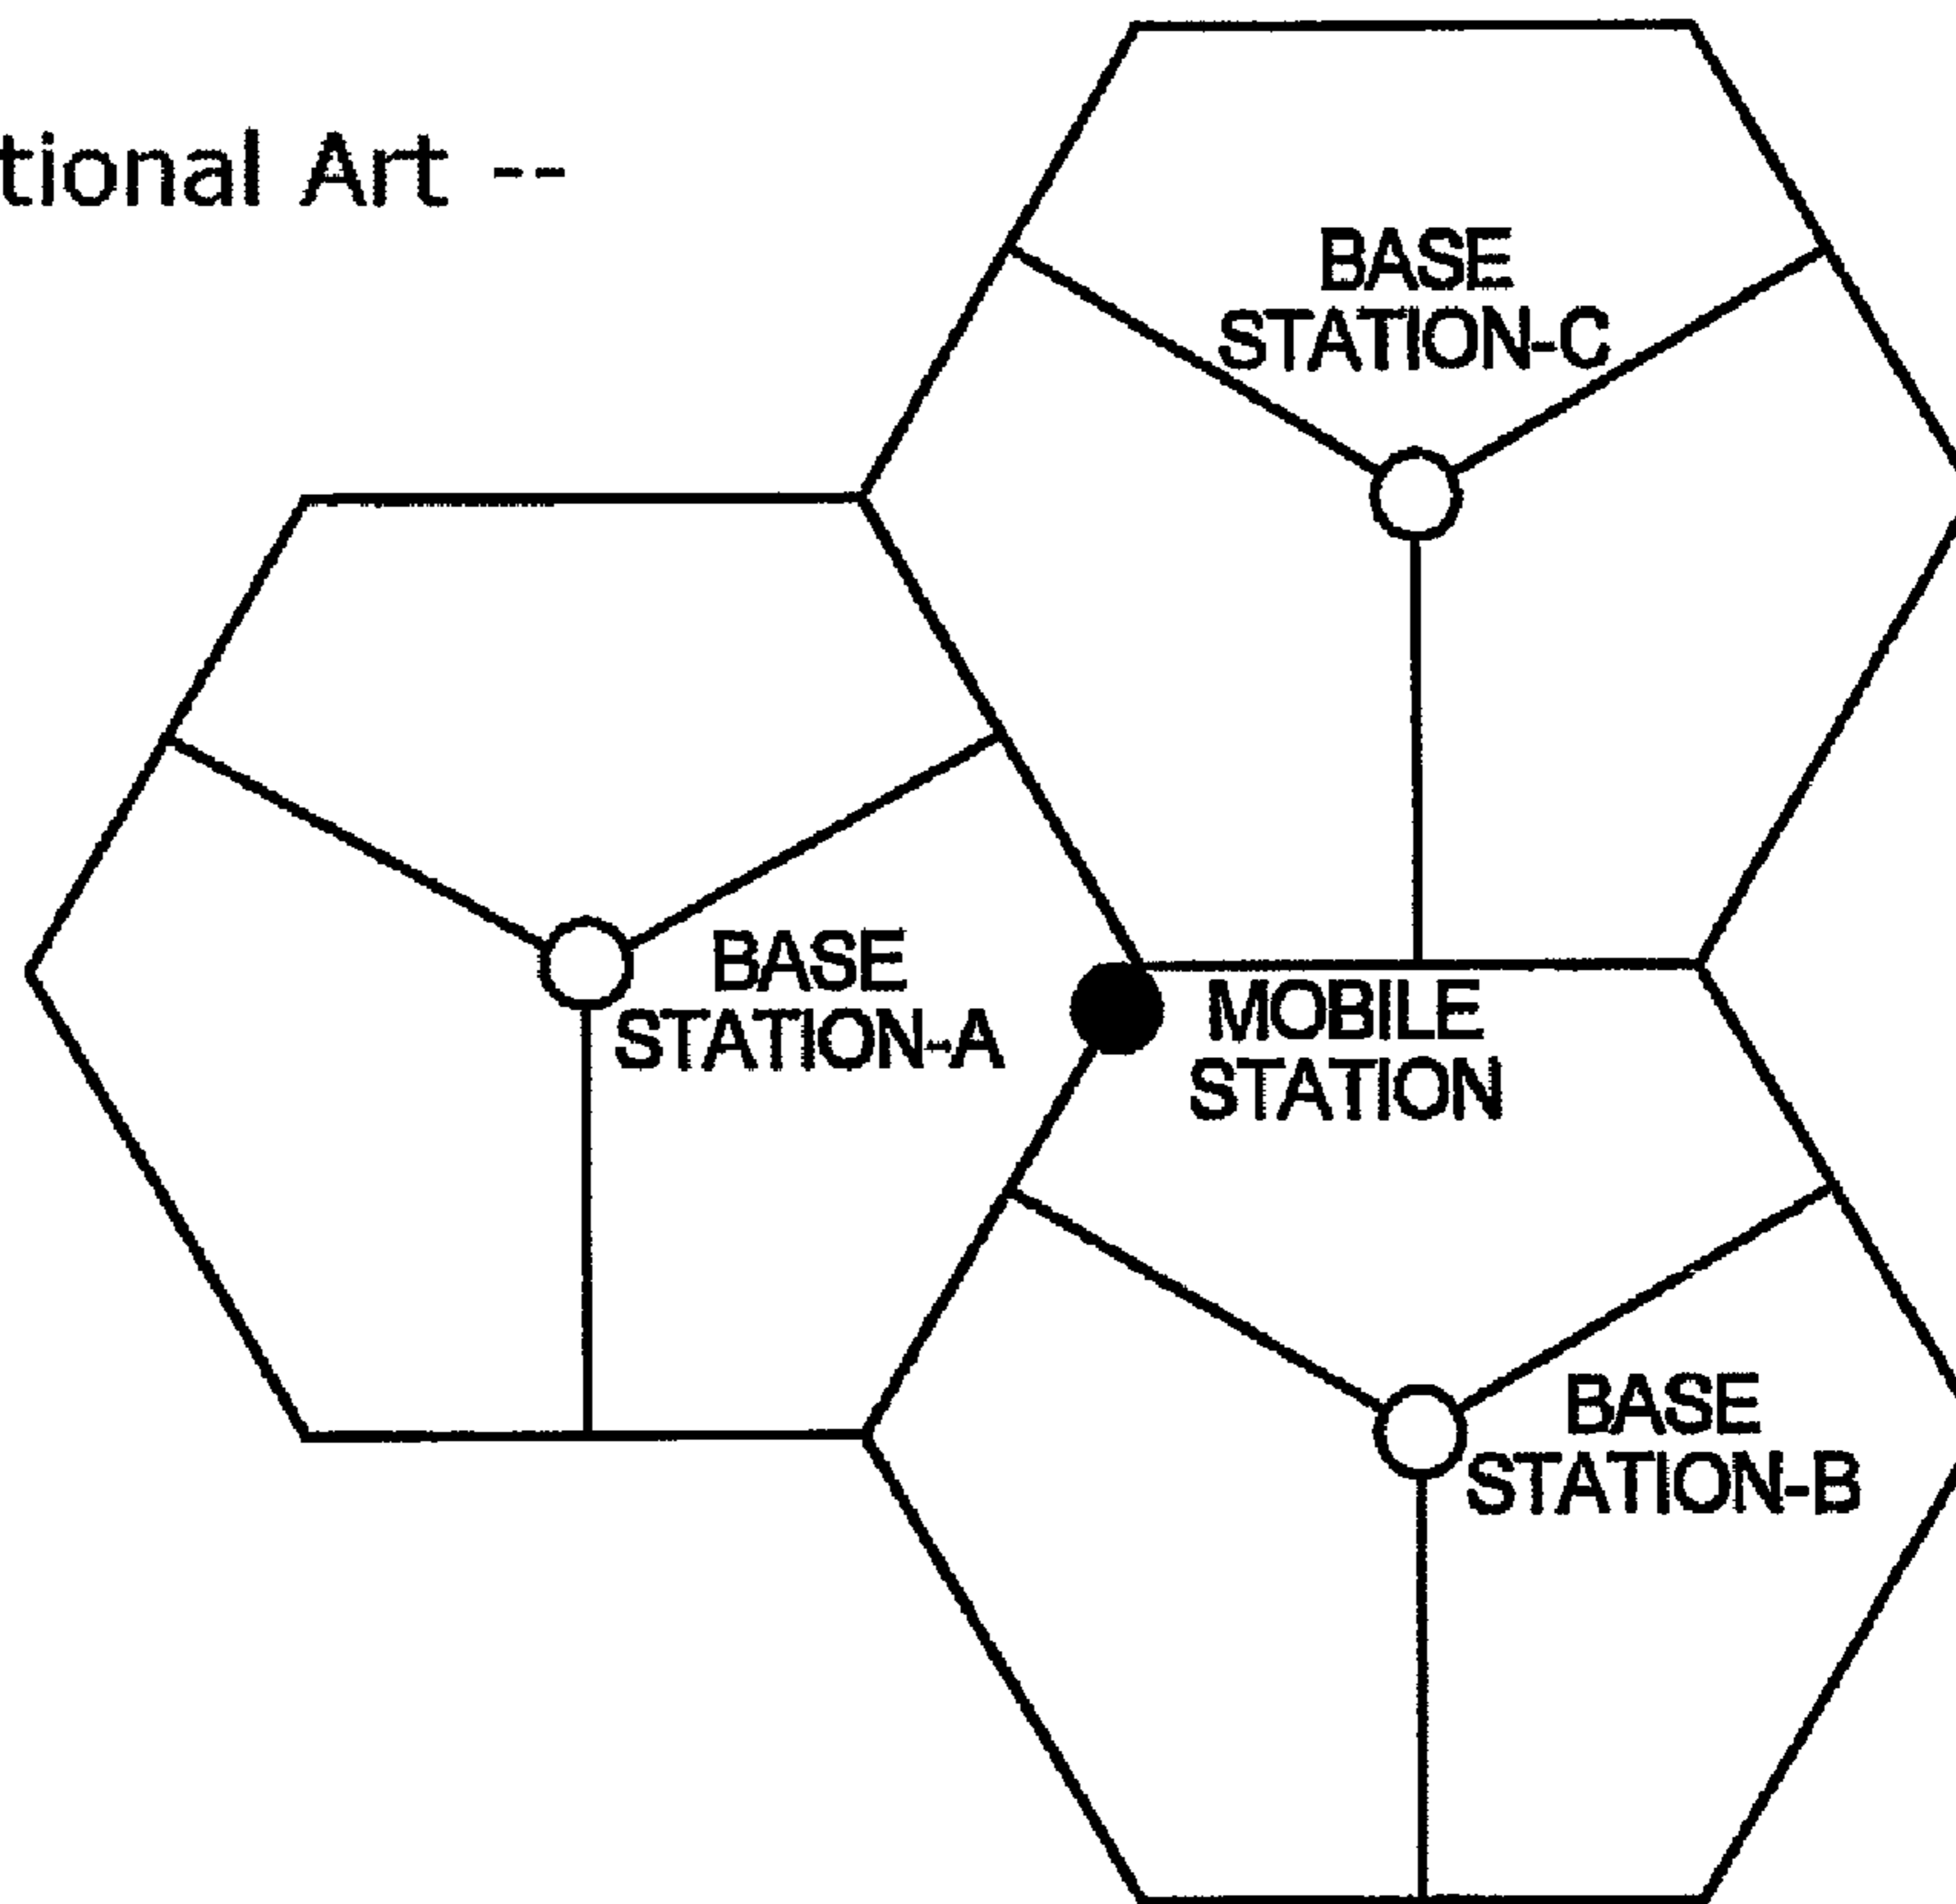 tional Art --
BASE
STATION-C
BASE
STATION-A
MOBILE
STATION
BASE
STATION-B